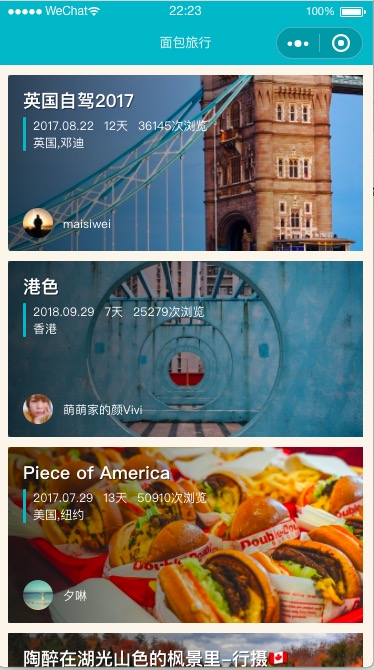 WeChat 22:23 100%
面包旅行
英国自驾2017
2017.08.22 12天 36145次浏览
英国,邓迪
maisiwei
港色
2018.09.29 7天 25279次浏览
香港
萌萌家的颜Vivi
Piece of America
2017.07.29 13天 50910次浏览
美国,纽约
Double-Double
夕啉
陶醉在湖光山色的枫景里-行摄🇨🇦